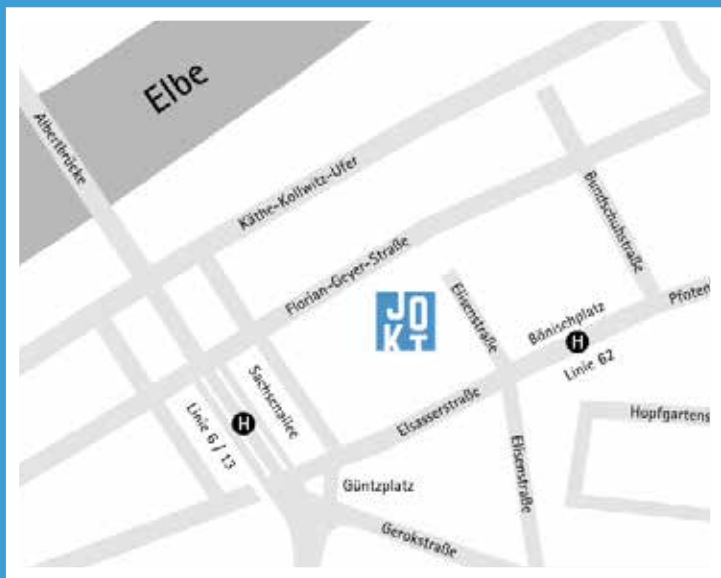 Elbe
Albertbrücke
Käthe-Kollwitz-Ufer
Florian-Geyer-Straße
Bundschuhstraße
JO
KT
Elisenstraße
Bönischplatz
Pfoten
H
Linie 62
Sachsenallee
H
Linie 6 / 13
Elsasserstraße
Hopfgartens
Elisenstraße
Güntzplatz
Gerokstraße